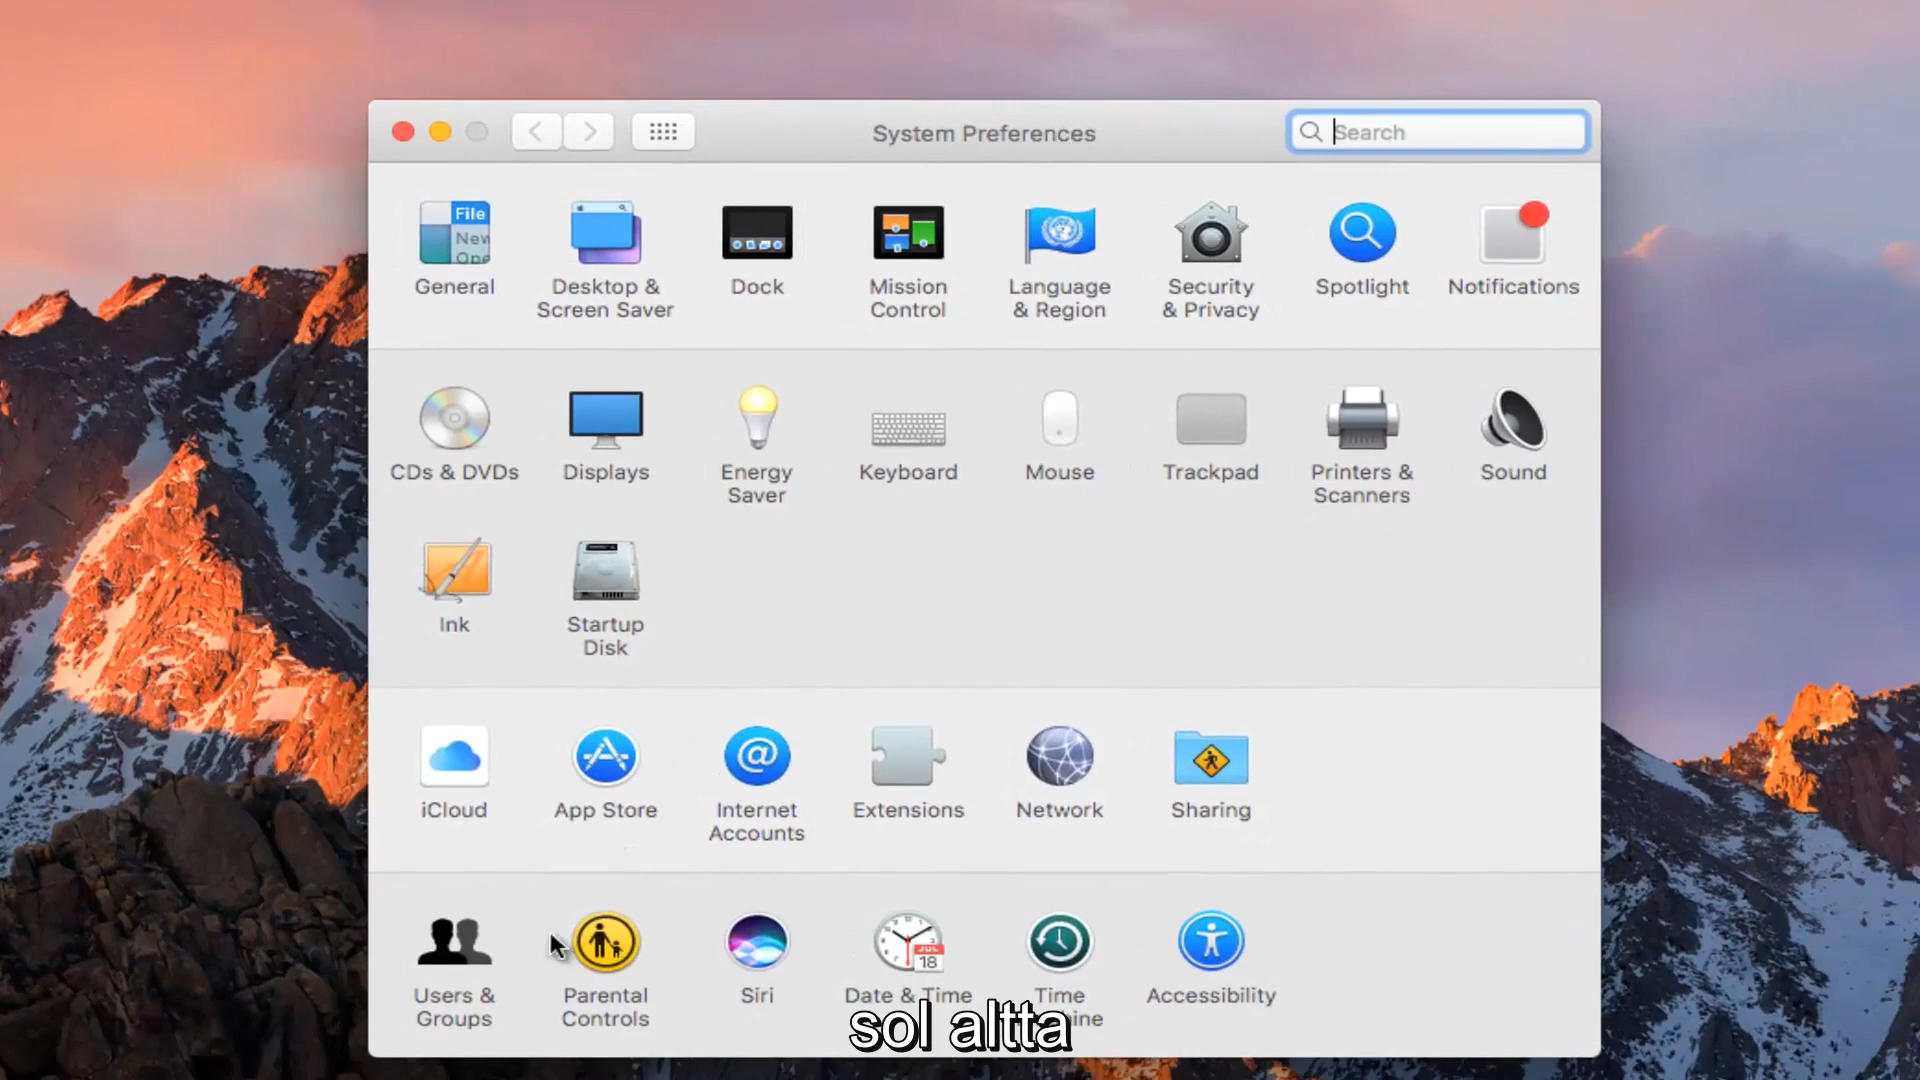 System Preferences
Search
File
New
Ope
General
Desktop &
Screen Saver
Dock
Mission
Control
Language
& Region
Security
& Privacy
Spotlight
Notifications
CDs & DVDs
Displays
Energy
Saver
Keyboard
Mouse
Trackpad
Printers &
Scanners
Sound
Ink
Startup
Disk
iCloud
App Store
Internet
Accounts
Extensions
Network
Sharing
JUL
18
Users &
Groups
Parental
Controls
Siri
Date & Time
Time
Accessibility
sol altta